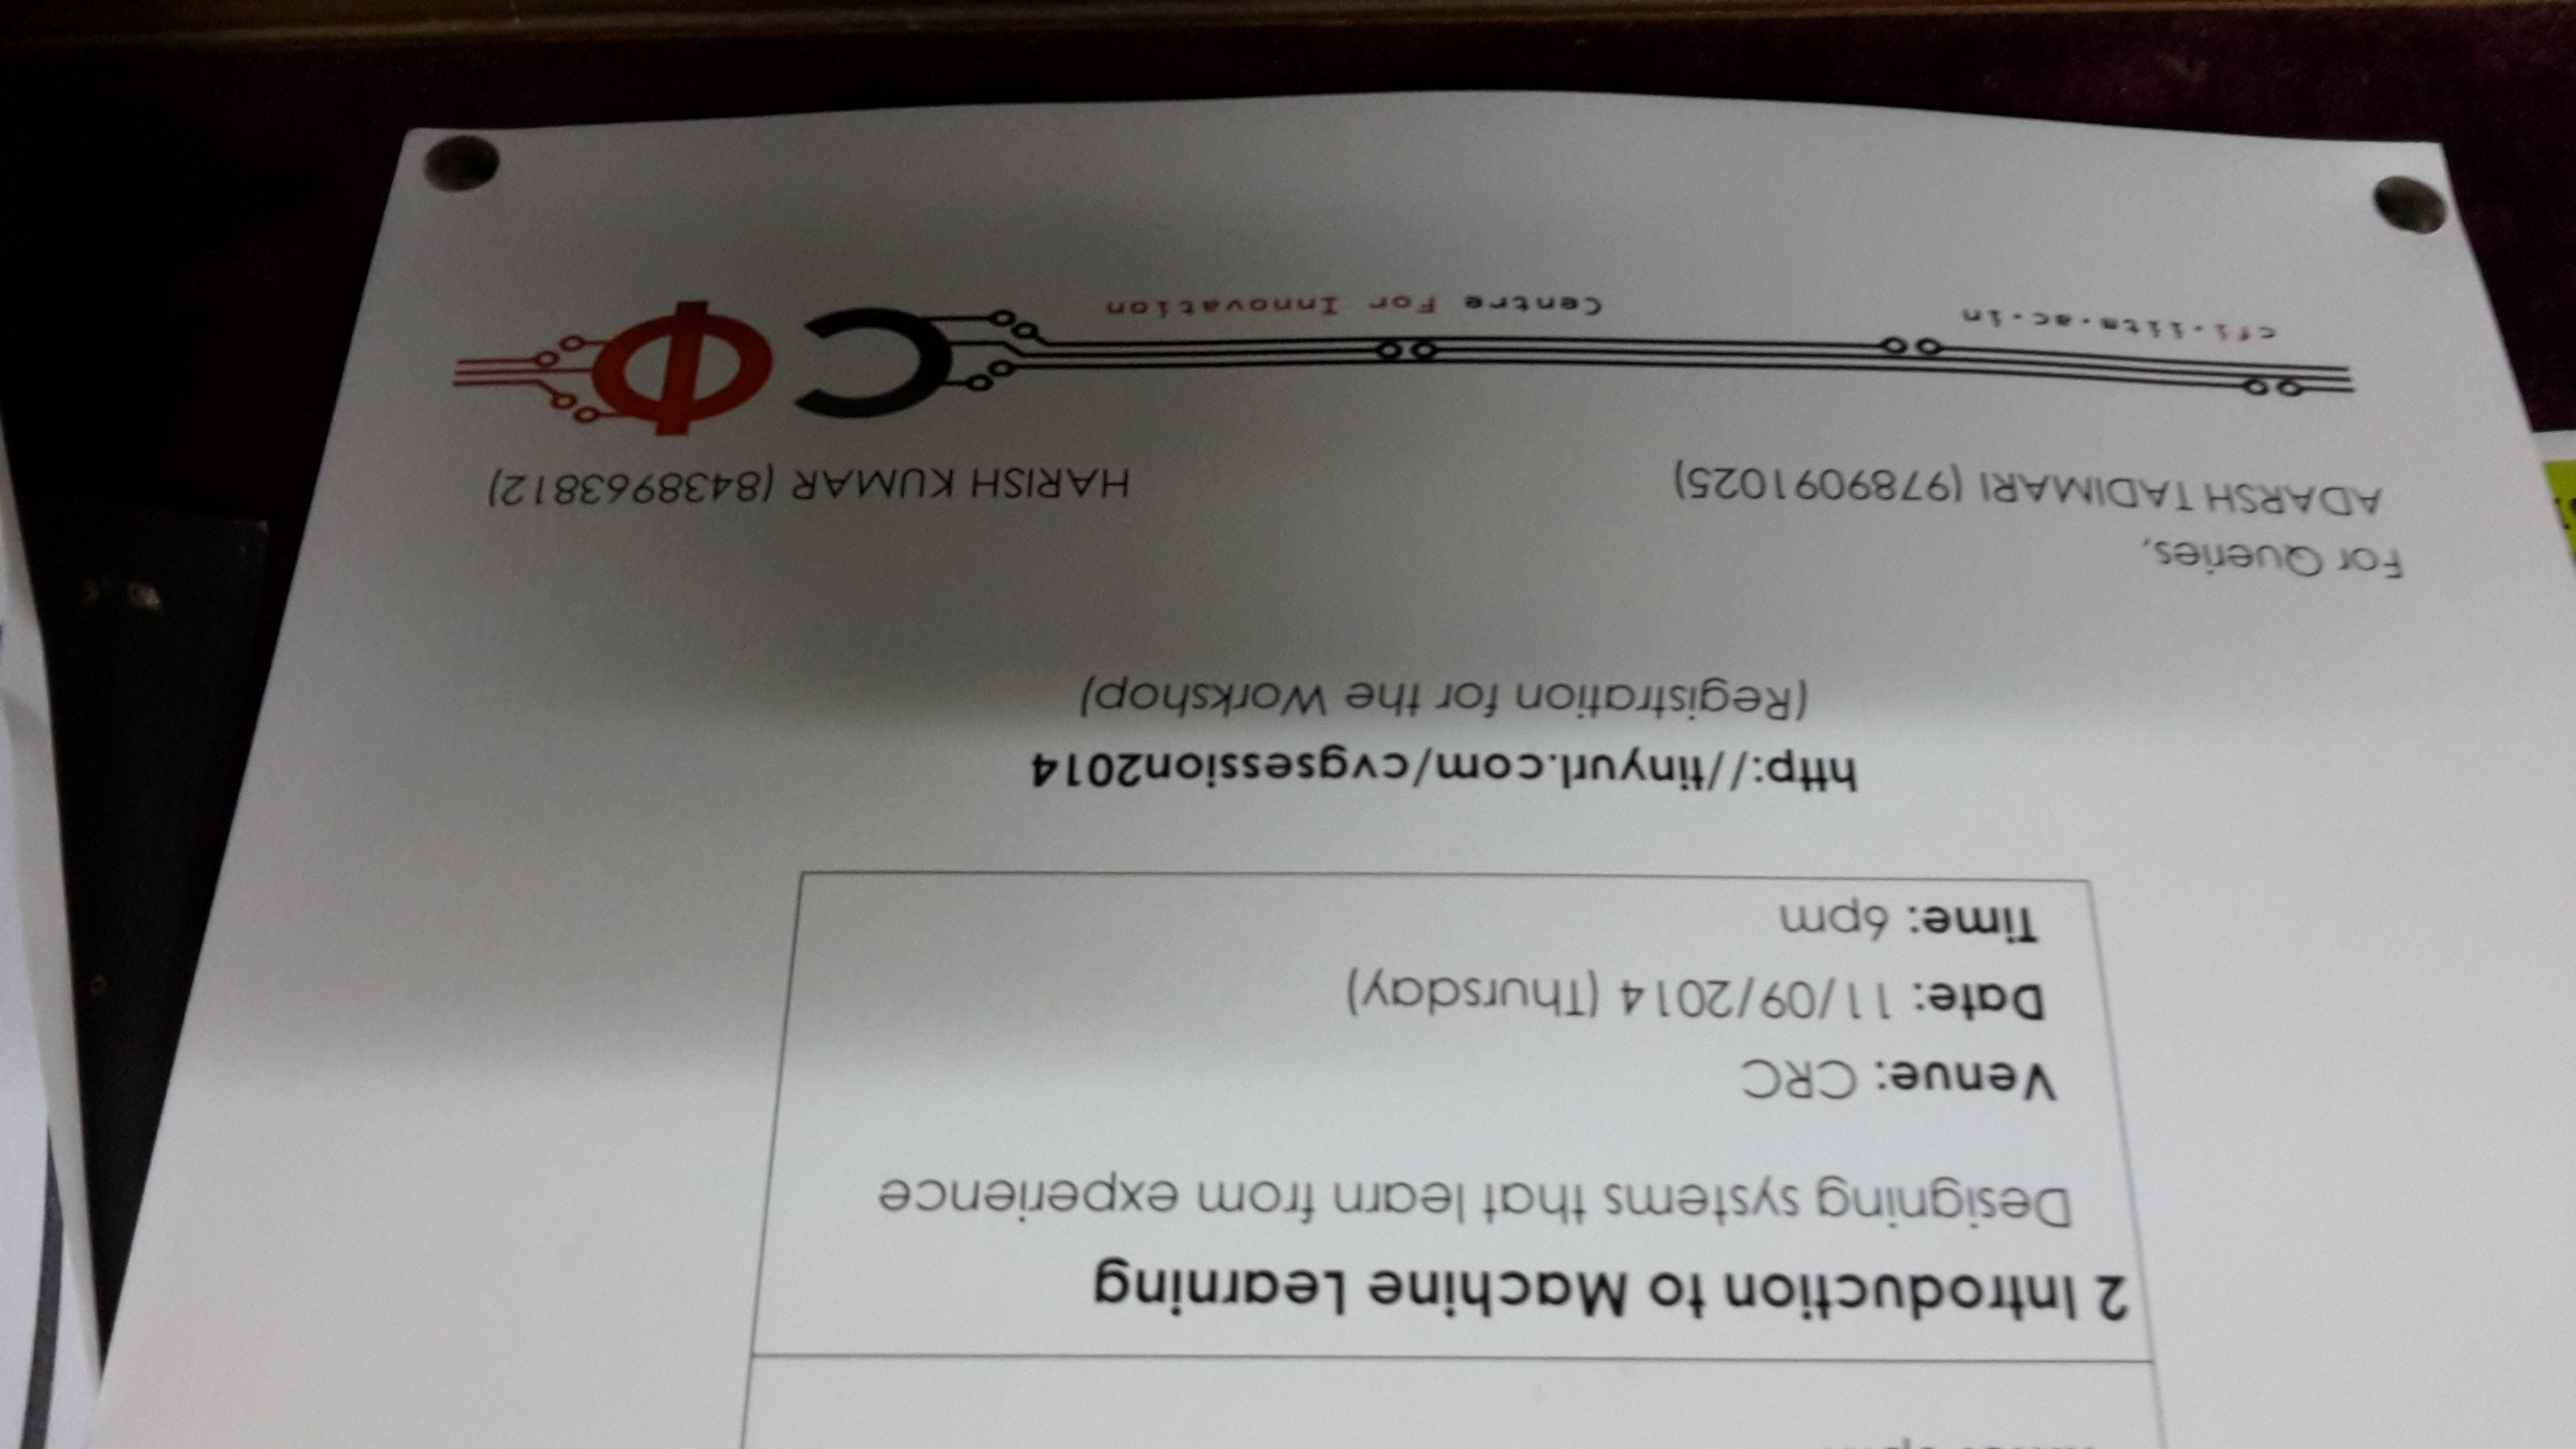 2 Introduction to Machine Learning
Designing systems that learn from experience
Venue: CRC
Date: 11/09/2014 (Thursday)
Time: 6pm
http://tinyurl.com/cvgsession2014
(Registration for the Workshop)
For Queries,
ADARSH TADIMARI (9789091025)
HARISH KUMAR (8438963812)
cfi.iitm.ac.in
Centre For Innovation